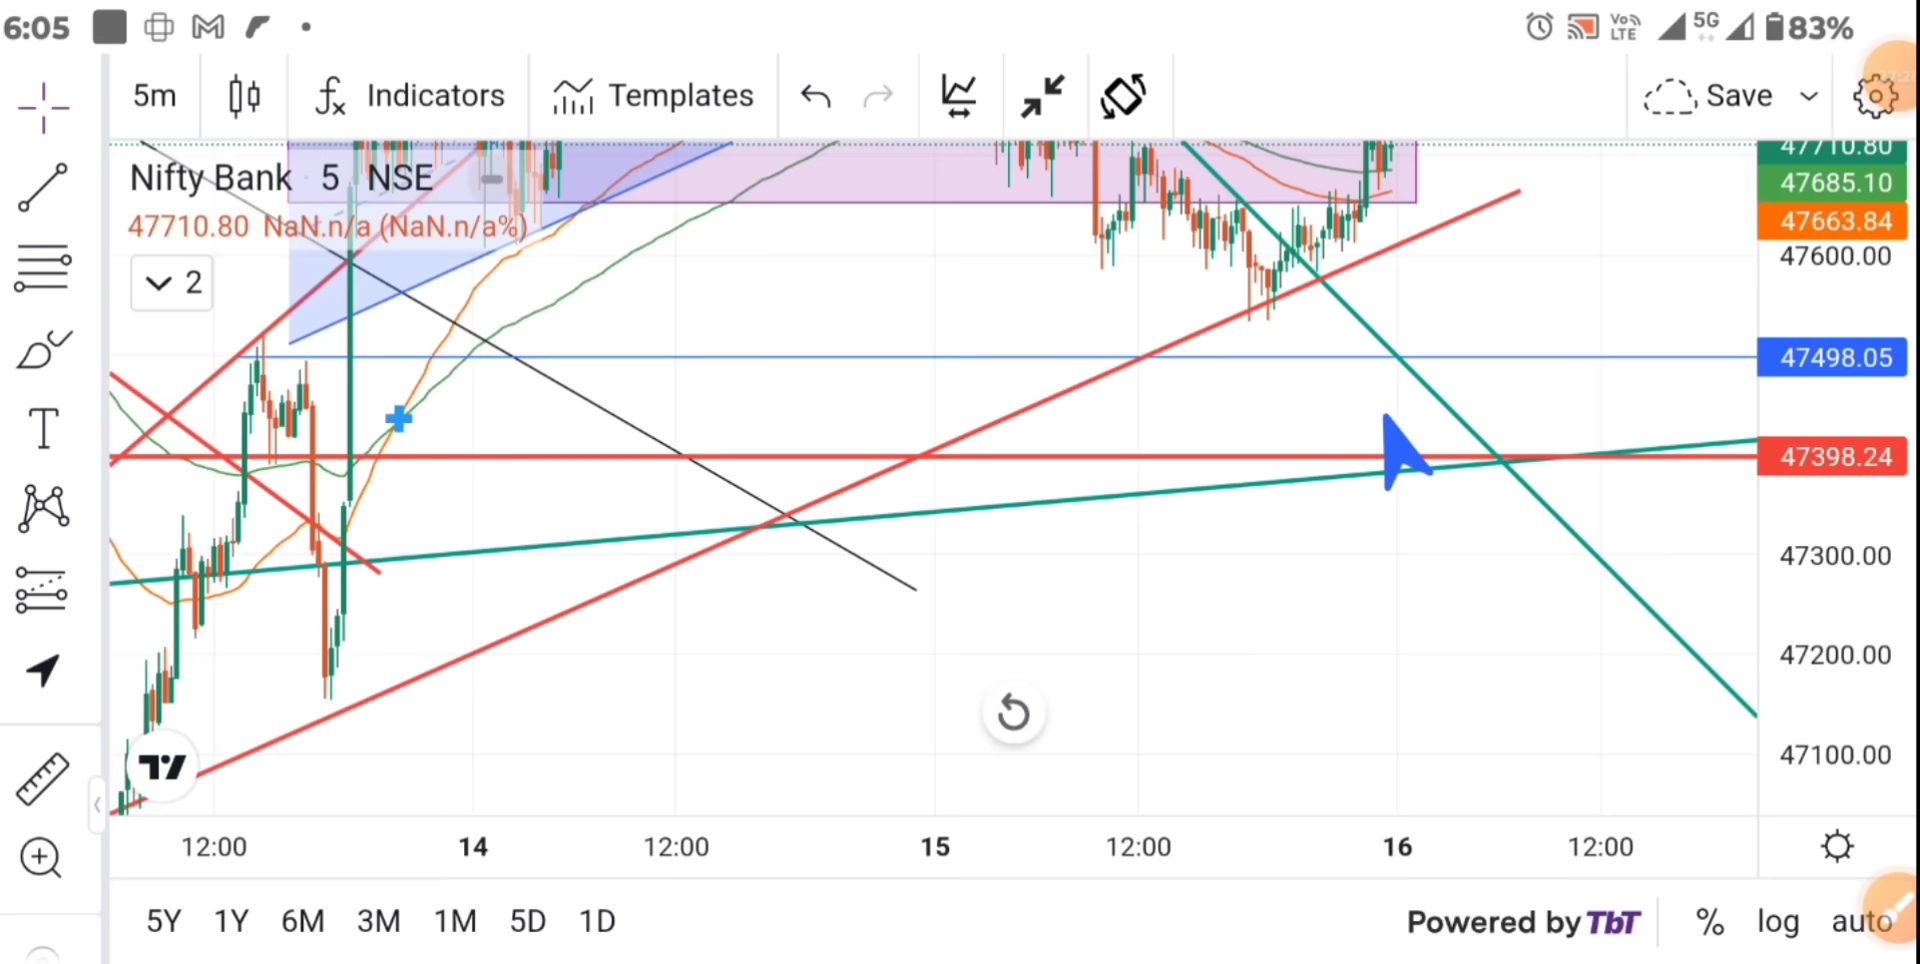 6:05 Vo)) LTE 5G 83%
5m Indicators Templates Save
Nifty Bank · 5 · NSE
47710.80 NaN.n/a (NaN.n/a%)
2
47710.80
47685.10
47663.84
47600.00
47498.05
47398.24
47300.00
47200.00
47100.00
12:00 14 12:00 15 12:00 16 12:00
5Y 1Y 6M 3M 1M 5D 1D Powered by TbT % log auto